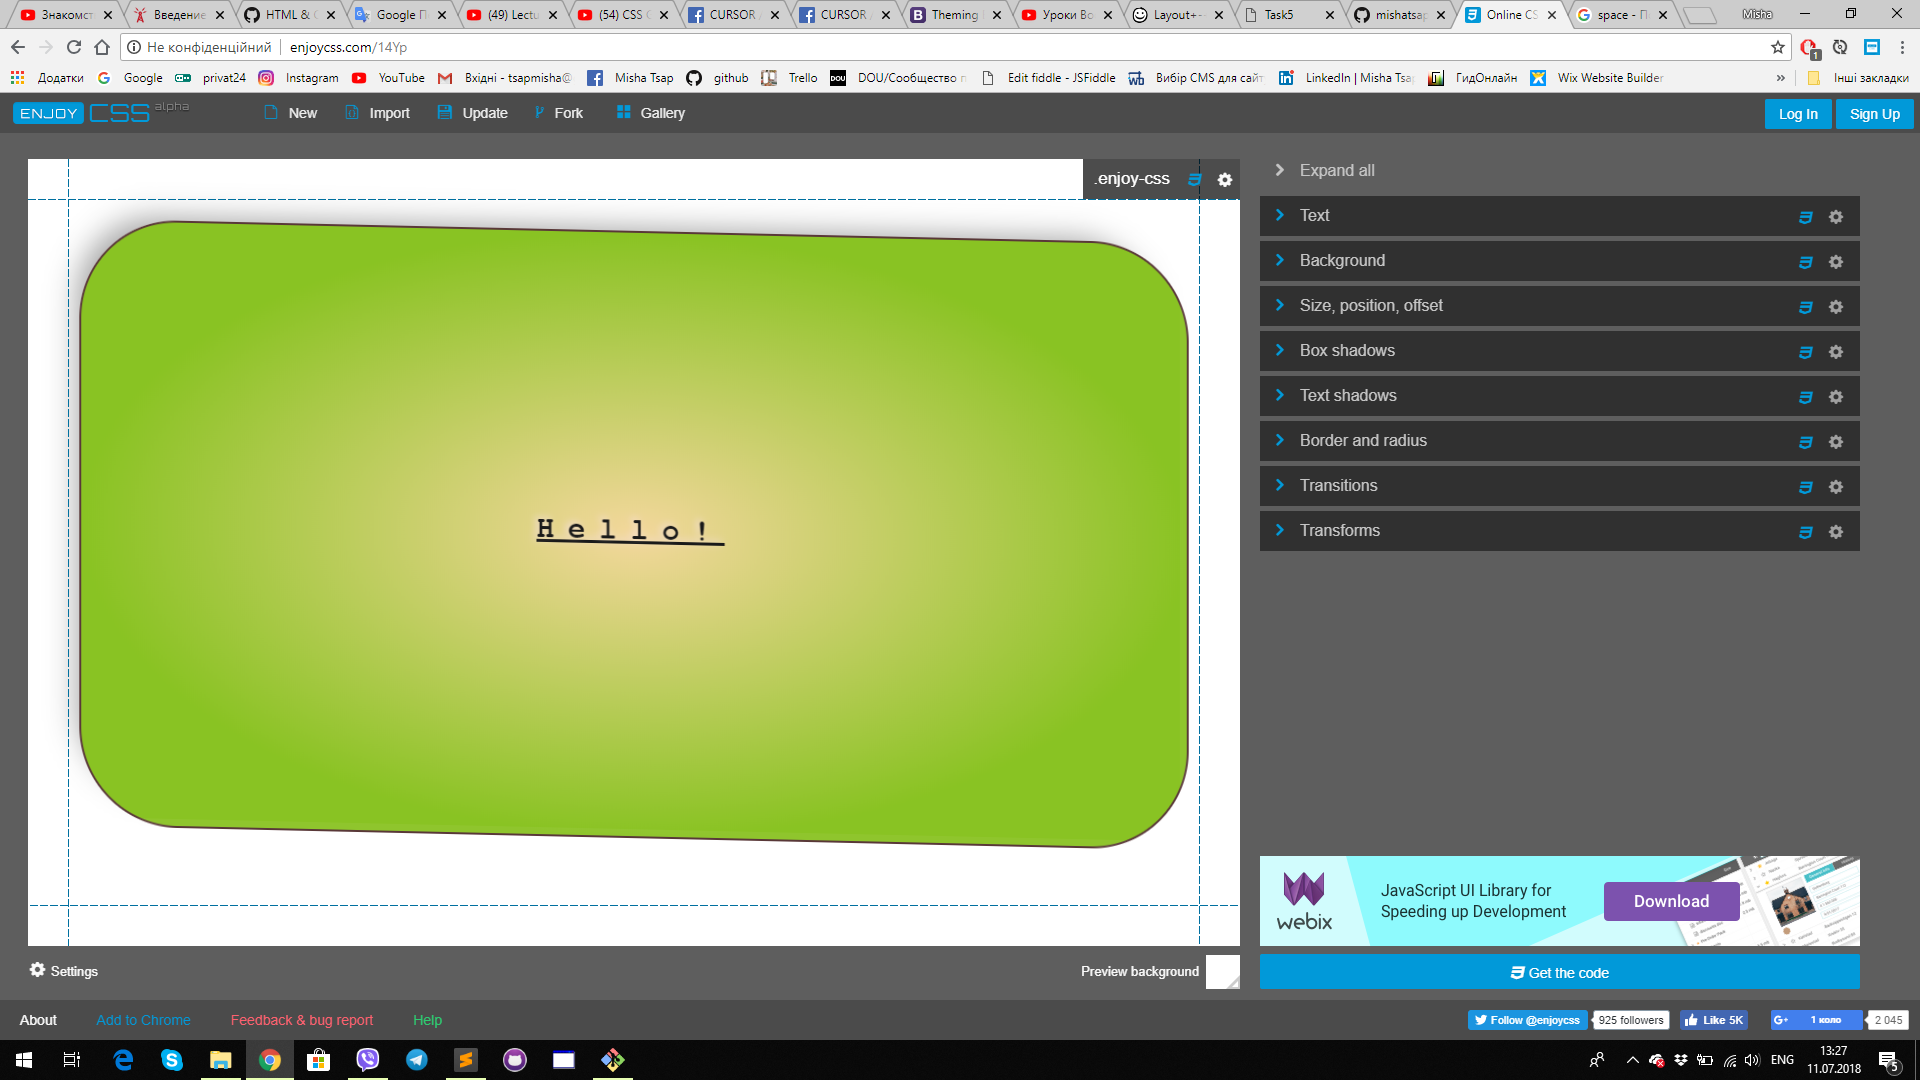 Знакомст
Введение
HTML & C
Google П
(49) Lectu
(54) CSS C
CURSOR
CURSOR
Theming
Уроки Bo
Layout+-
Task5
mishatsap
Online CS
space - П
Misha
Не конфіденційний
enjoycss.com/14Yp
1
Додатки
Google
privat24
Instagram
YouTube
Вхідні - tsapmisha@
Misha Tsap
github
Trello
DOU
DOU/Сообщество п
Edit fiddle - JSFiddle
Вибір CMS для сайт
LinkedIn | Misha Tsa
ГидОнлайн
Wix Website Builder
»
Інші закладки
ENJOY CSS alpha
New
Import
Update
Fork
Gallery
Log In
Sign Up
.enjoy-css
Expand all
Text
Background
Size, position, offset
Box shadows
Text shadows
Border and radius
Transitions
Transforms
Hello!
webix
JavaScript UI Library for
Speeding up Development
Download
Settings
Preview background
Get the code
About
Add to Chrome
Feedback & bug report
Help
Follow @enjoycss
925 followers
Like 5K
G+ 1 коло
2 045
ENG
13:27
11.07.2018
5